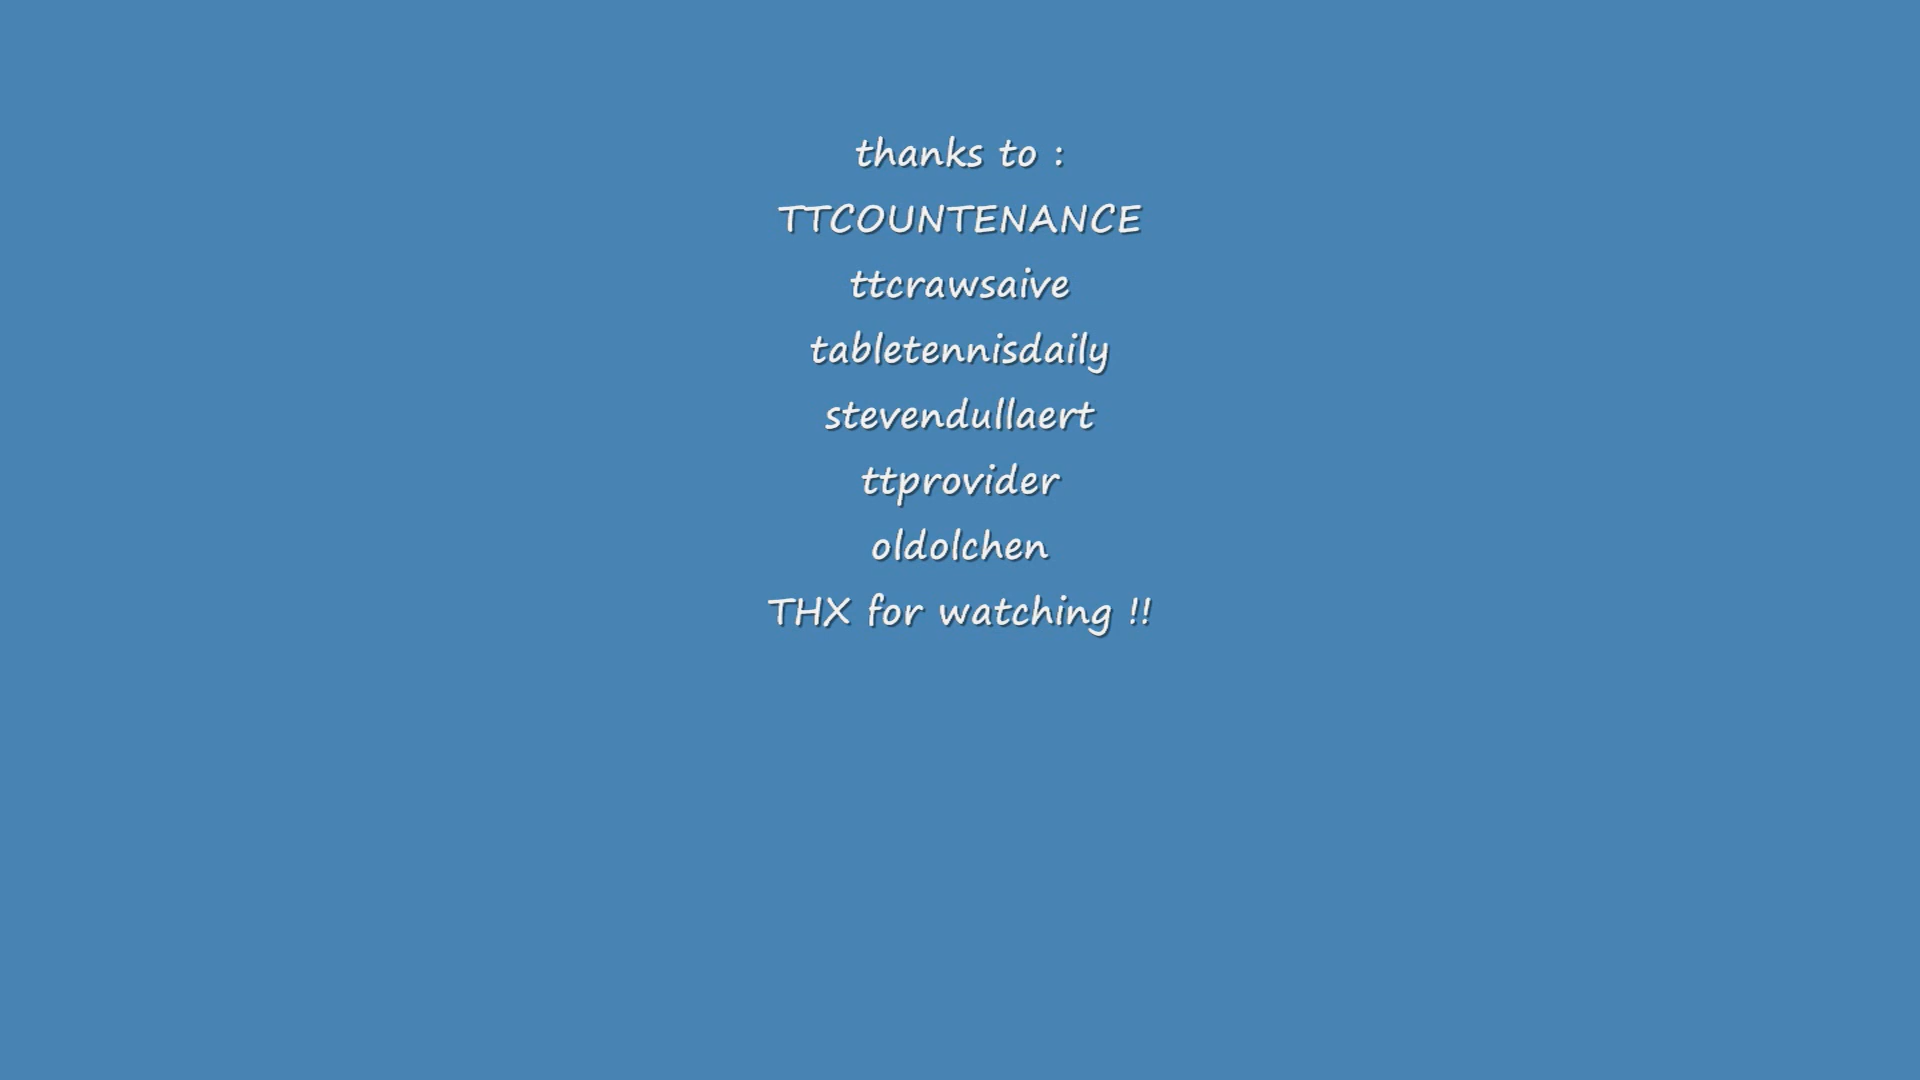 thanks to :
TTCOUNTENANCE
ttcrawsaive
tabletennisdaily
stevendullaert
ttprovider
oldolchen
THX for watching !!